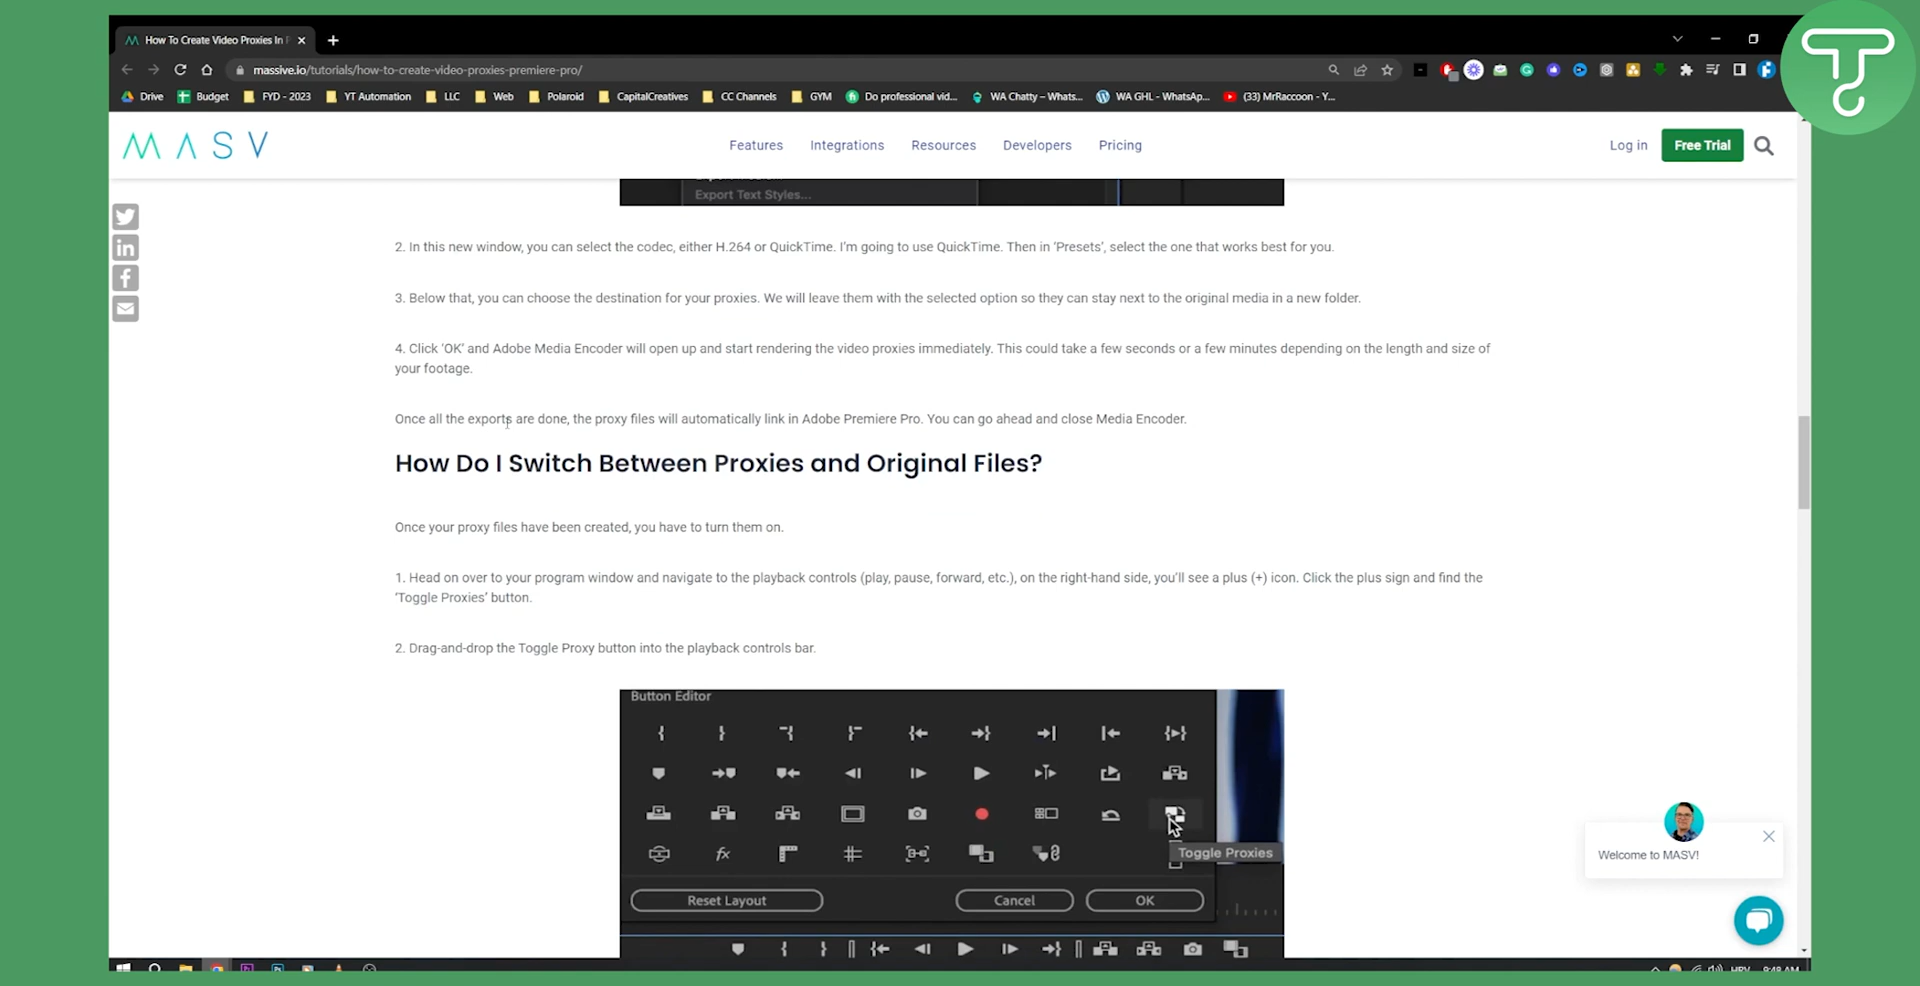 How To Create Video Proxies In P
massive.io/tutorials/how-to-create-video-proxies-premiere-pro/
Drive Budget FYD - 2023 YT Automation LLC Web Polaroid CapitalCreatives CC Channels GYM Do professional vid... WA Chatty – Whats... WA GHL - WhatsAp... (33) MrRaccoon - Y...
MASV Features Integrations Resources Developers Pricing Log in Free Trial
Export Text Styles...
2. In this new window, you can select the codec, either H.264 or QuickTime. I'm going to use QuickTime. Then in ‘Presets’, select the one that works best for you.
3. Below that, you can choose the destination for your proxies. We will leave them with the selected option so they can stay next to the original media in a new folder.
4. Click ‘OK’ and Adobe Media Encoder will open up and start rendering the video proxies immediately. This could take a few seconds or a few minutes depending on the length and size of
your footage.
Once all the exports are done, the proxy files will automatically link in Adobe Premiere Pro. You can go ahead and close Media Encoder.
How Do I Switch Between Proxies and Original Files?
Once your proxy files have been created, you have to turn them on.
1. Head on over to your program window and navigate to the playback controls (play, pause, forward, etc.), on the right-hand side, you’ll see a plus (+) icon. Click the plus sign and find the
‘Toggle Proxies’ button.
2. Drag-and-drop the Toggle Proxy button into the playback controls bar.
Button Editor
fx
Toggle Proxies
Reset Layout Cancel OK
Welcome to MASV!
HRV 9:48 AM